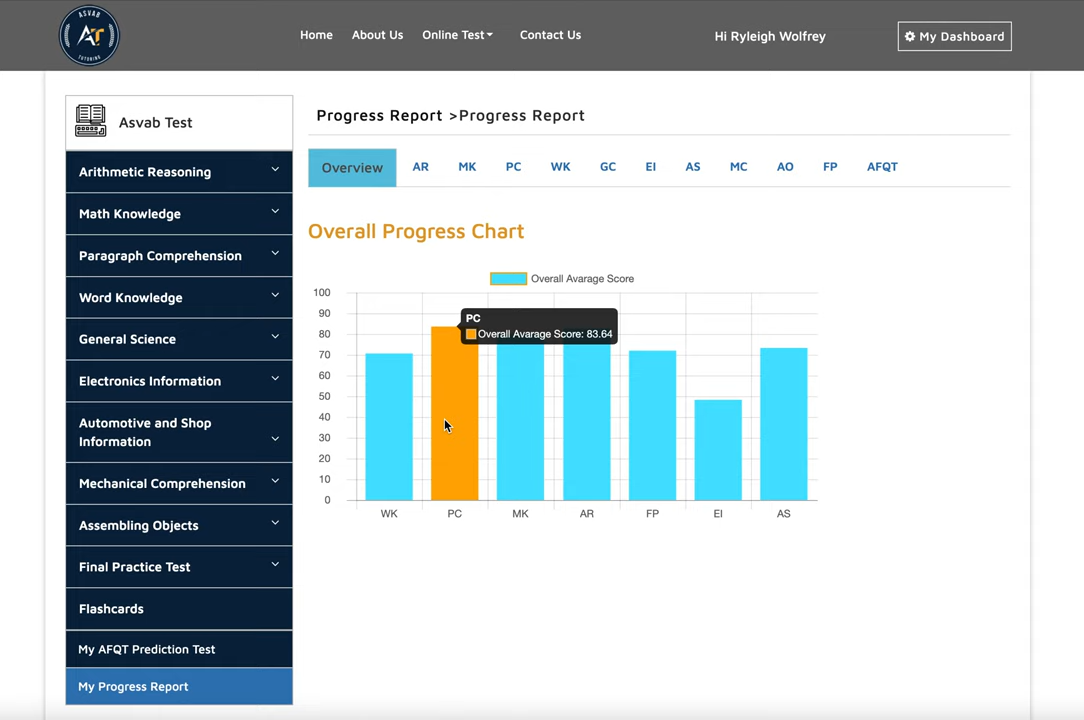 ASVAB
AT
TUTORING
Home
About Us
Online Test
Contact Us
Hi Ryleigh Wolfrey
My Dashboard
Asvab Test
Arithmetic Reasoning
Math Knowledge
Paragraph Comprehension
Word Knowledge
General Science
Electronics Information
Automotive and Shop
Information
Mechanical Comprehension
Assembling Objects
Final Practice Test
Flashcards
My AFQT Prediction Test
My Progress Report
Progress Report >Progress Report
Overview AR MK PC WK GC EI AS MC AO FP AFQT
Overall Progress Chart
Overall Avarage Score
100
90
80
70
60
50
40
30
20
10
0
PC
Overall Avarage Score: 83.64
WK PC MK AR FP EI AS